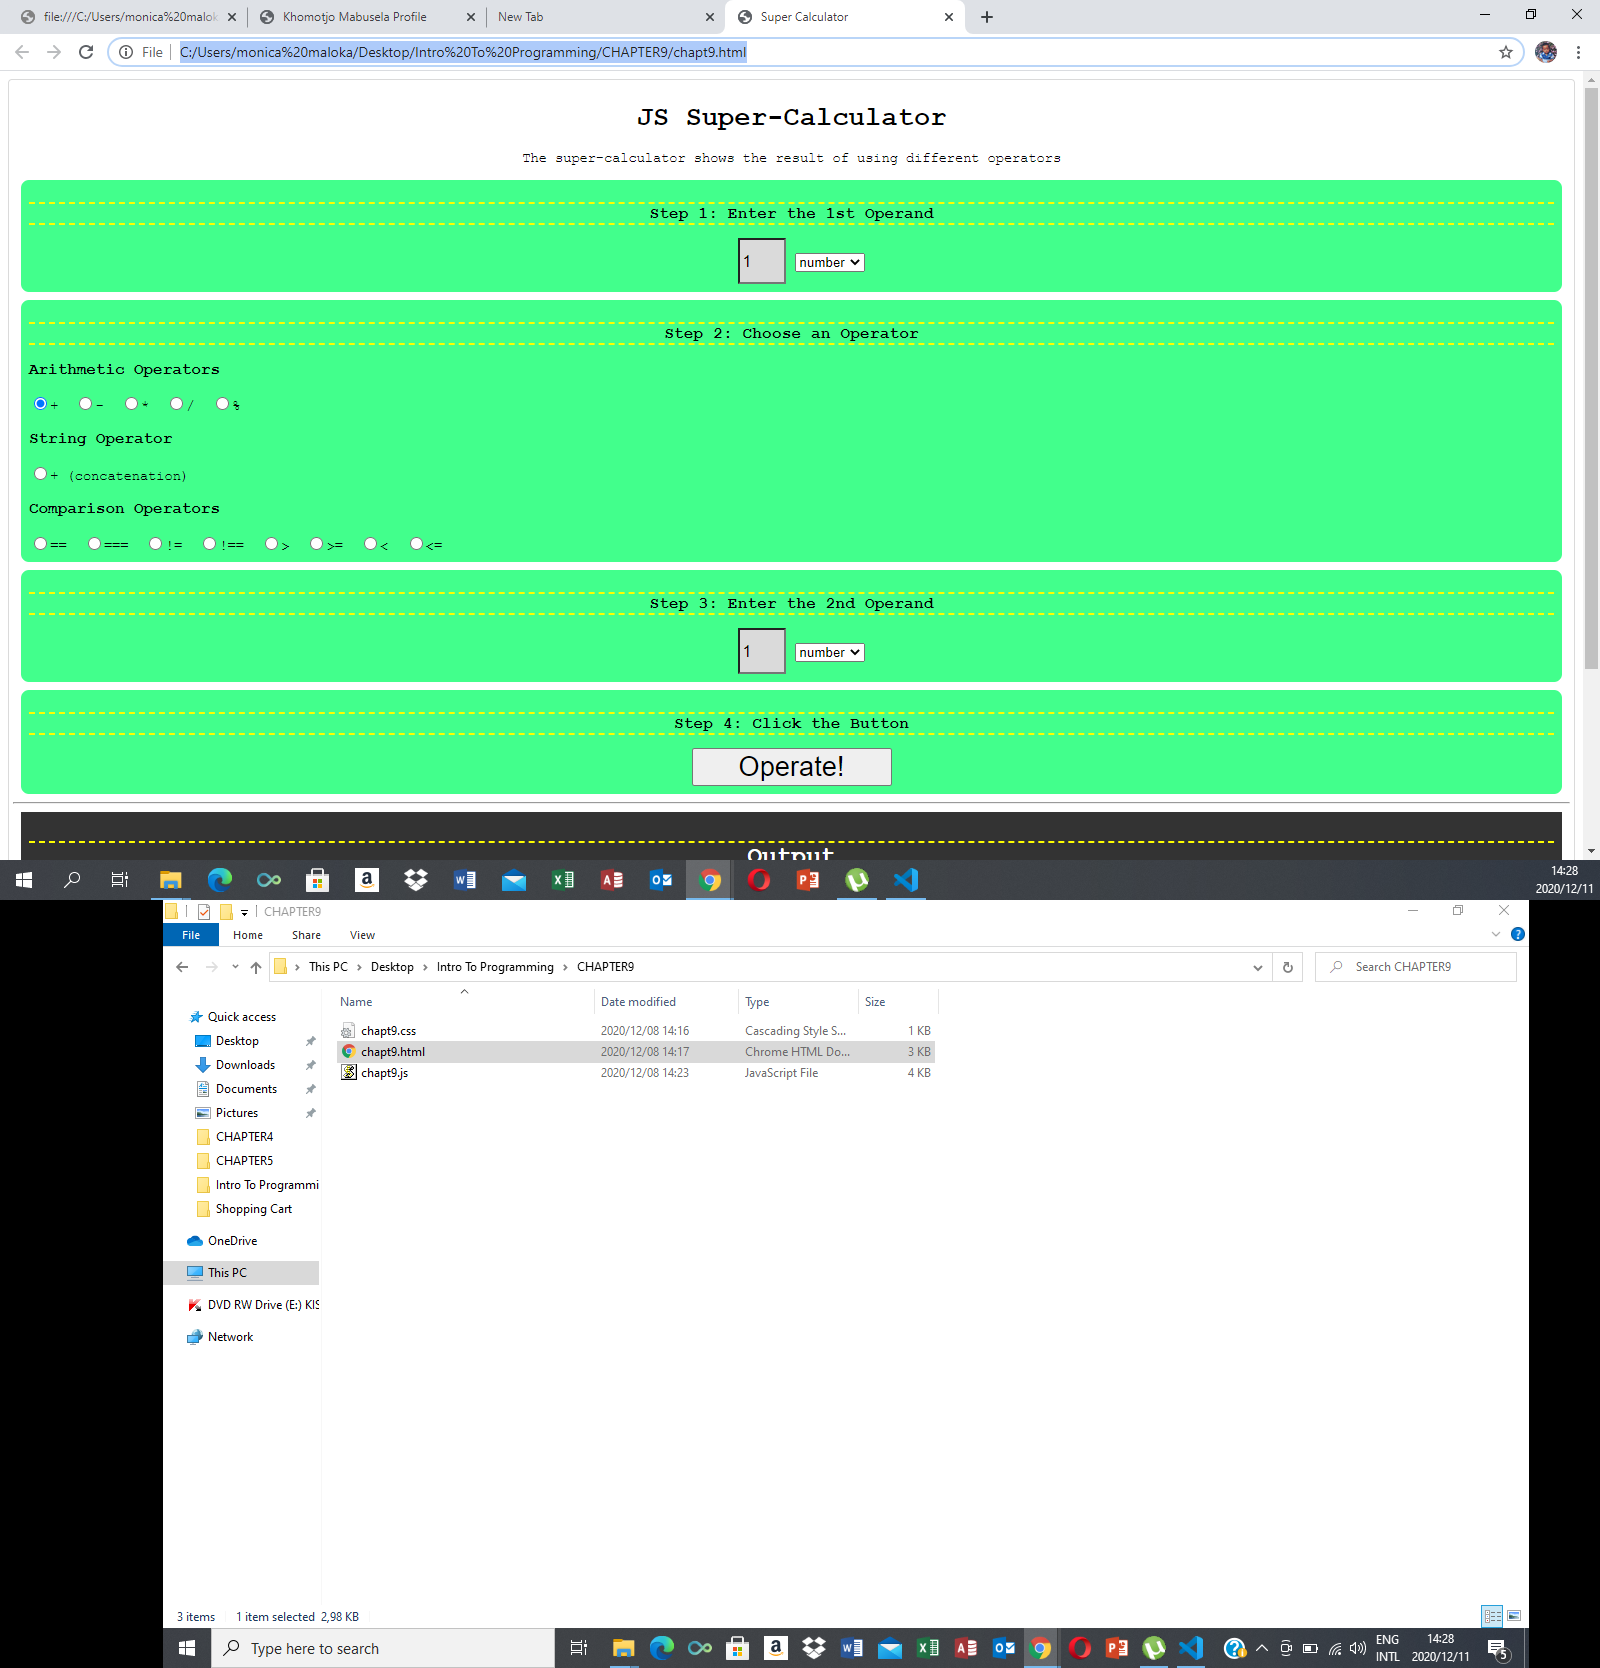 file:///C:/Users/monica%20malok
Khomotjo Mabusela Profile
New Tab
Super Calculator
File
C:/Users/monica%20maloka/Desktop/Intro%20To%20Programming/CHAPTER9/chapt9.html
JS Super-Calculator
The super-calculator shows the result of using different operators
Step 1: Enter the 1st Operand
1 number
Step 2: Choose an Operator
Arithmetic Operators
+ - * / %
String Operator
+ (concatenation)
Comparison Operators
== === != !== > >= < <=
Step 3: Enter the 2nd Operand
1 number
Step 4: Click the Button
Operate!
Output
14:28
2020/12/11
CHAPTER9
File Home Share View
This PC > Desktop > Intro To Programming > CHAPTER9
Search CHAPTER9
Name Date modified Type Size
chapt9.css 2020/12/08 14:16 Cascading Style S... 1 KB
chapt9.html 2020/12/08 14:17 Chrome HTML Do... 3 KB
chapt9.js 2020/12/08 14:23 JavaScript File 4 KB
Quick access
Desktop
Downloads
Documents
Pictures
CHAPTER4
CHAPTER5
Intro To Programmi
Shopping Cart
OneDrive
This PC
DVD RW Drive (E:) KIS
Network
3 items 1 item selected 2,98 KB
Type here to search
ENG
INTL
14:28
2020/12/11
5